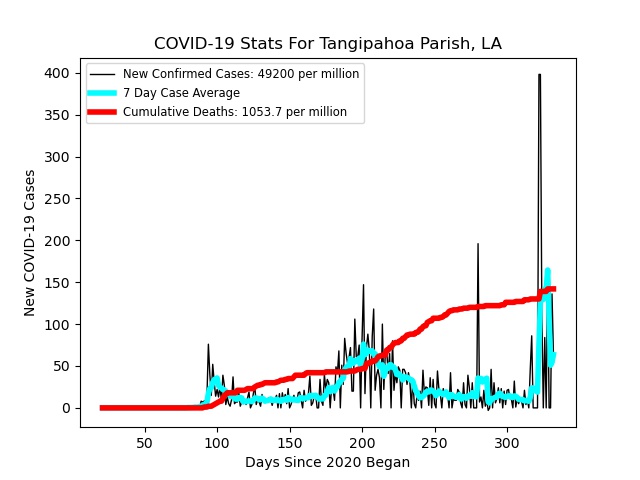 COVID-19 Stats For Tangipahoa Parish, LA
New Confirmed Cases: 49200 per million
7 Day Case Average
Cumulative Deaths: 1053.7 per million
New COVID-19 Cases
400
350
300
250
200
150
100
50
0
50
100
150
200
250
300
Days Since 2020 Began